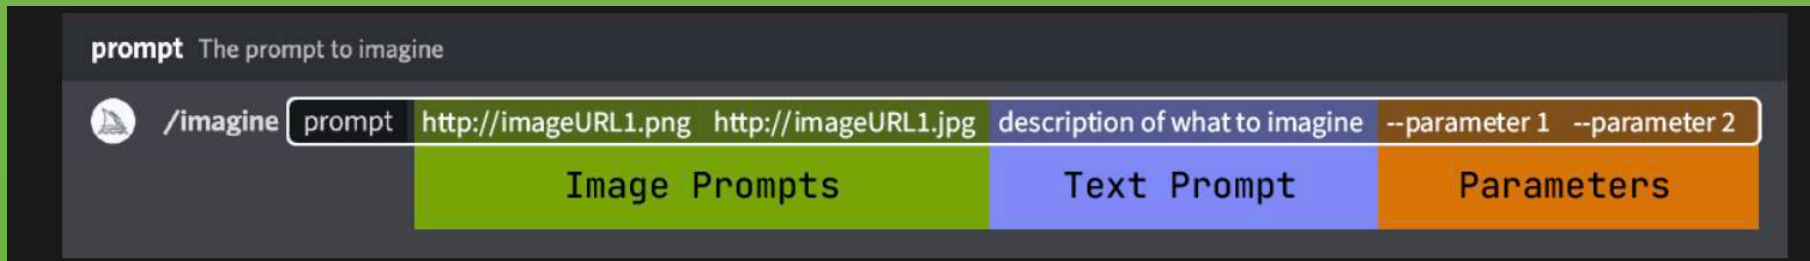 prompt The prompt to imagine
/imagine prompt http://imageURL1.png http://imageURL1.jpg description of what to imagine --parameter 1 --parameter 2
Image Prompts Text Prompt Parameters